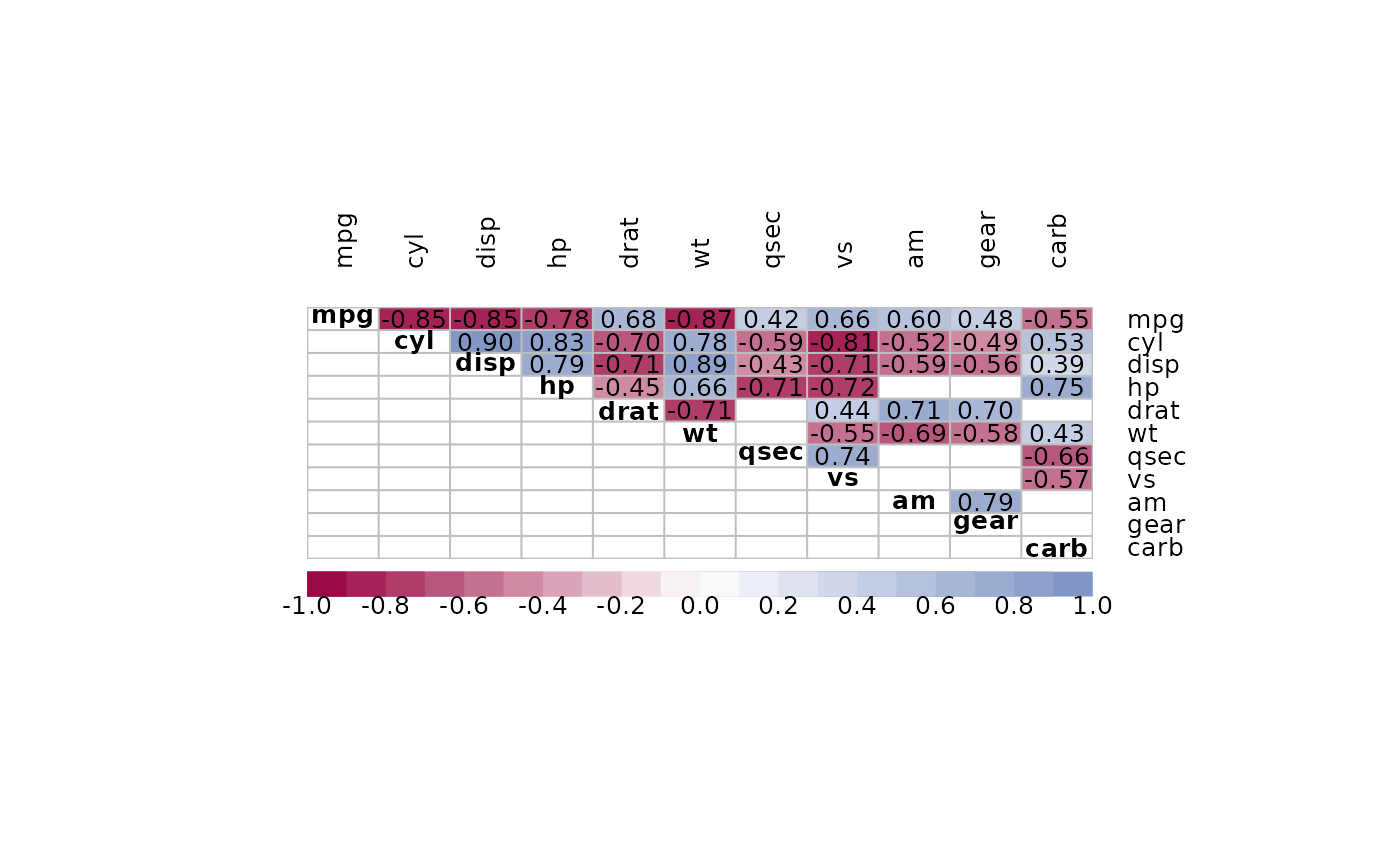 mpg cyl disp hp drat wt qsec vs am gear carb
mpg -0.85 -0.85 -0.78 0.68 -0.87 0.42 0.66 0.60 0.48 -0.55 mpg
cyl 0.90 0.83 -0.70 0.78 -0.59 -0.81 -0.52 -0.49 0.53 cyl
disp 0.79 -0.71 0.89 -0.43 -0.71 -0.59 -0.56 0.39 disp
hp -0.45 0.66 -0.71 -0.72 0.75 hp
drat -0.71 0.44 0.71 0.70 drat
wt -0.55 -0.69 -0.58 0.43 wt
qsec 0.74 -0.66 qsec
vs -0.57 vs
am 0.79 am
gear gear
carb carb
-1.0 -0.8 -0.6 -0.4 -0.2 0.0 0.2 0.4 0.6 0.8 1.0